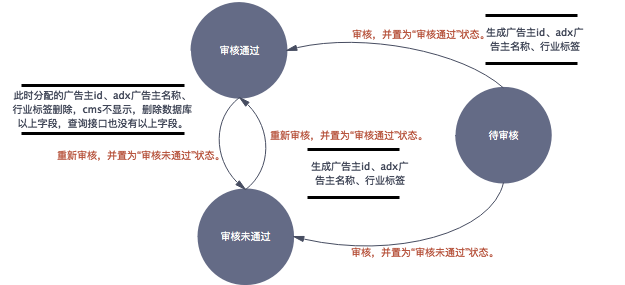 生成广告主id、adx广
告主名称、行业标签
审核，并置为“审核通过”状态。
审核通过
此时分配的广告主id、adx广告主名称、
行业标签删除，cms不显示，删除数据库
以上字段，查询接口也没有以上字段。
重新审核，并置为“审核通过”状态。
待审核
重新审核，并置为“审核未通过”状态。
生成广告主id、adx广
告主名称、行业标签
审核未通过
审核，并置为“审核未通过”状态。